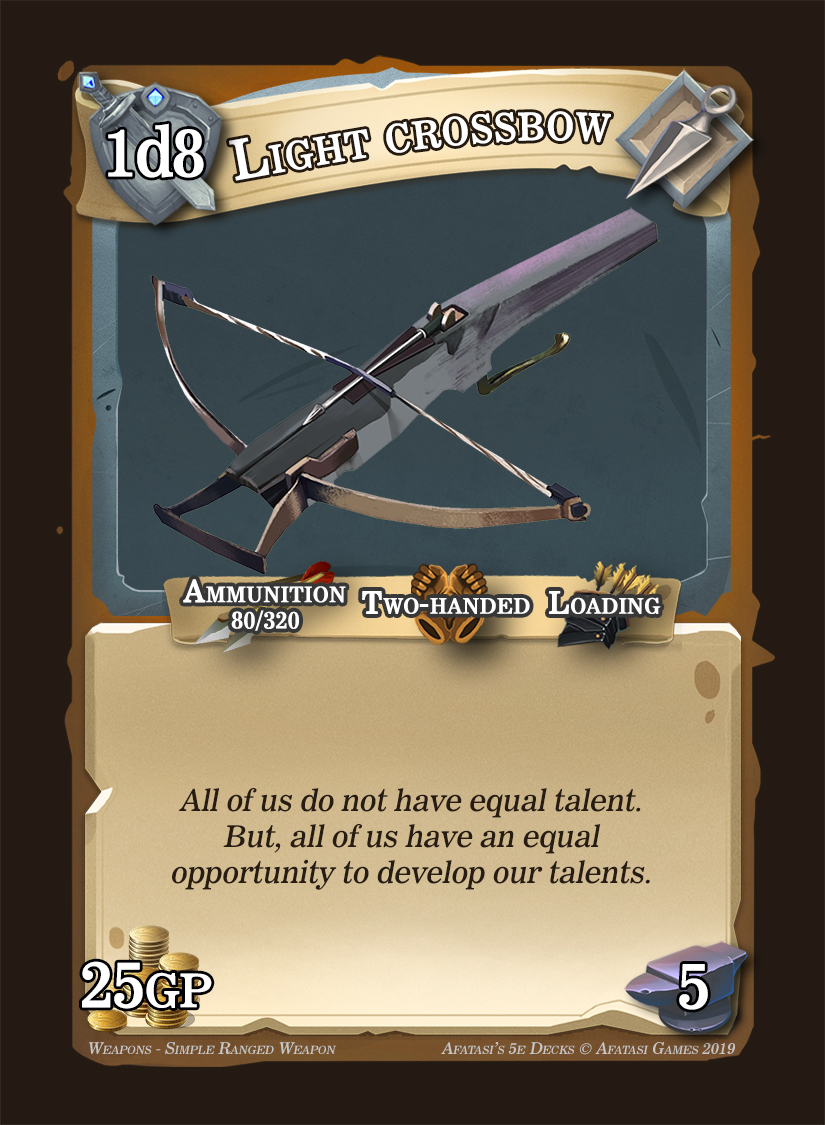 1d8
Light crossbow
Ammunition
80/320
Two-handed
Loading
All of us do not have equal talent.
But, all of us have an equal
opportunity to develop our talents.
25GP
5
Weapons - Simple Ranged Weapon
Afatasi's 5e Decks © Afatasi Games 2019